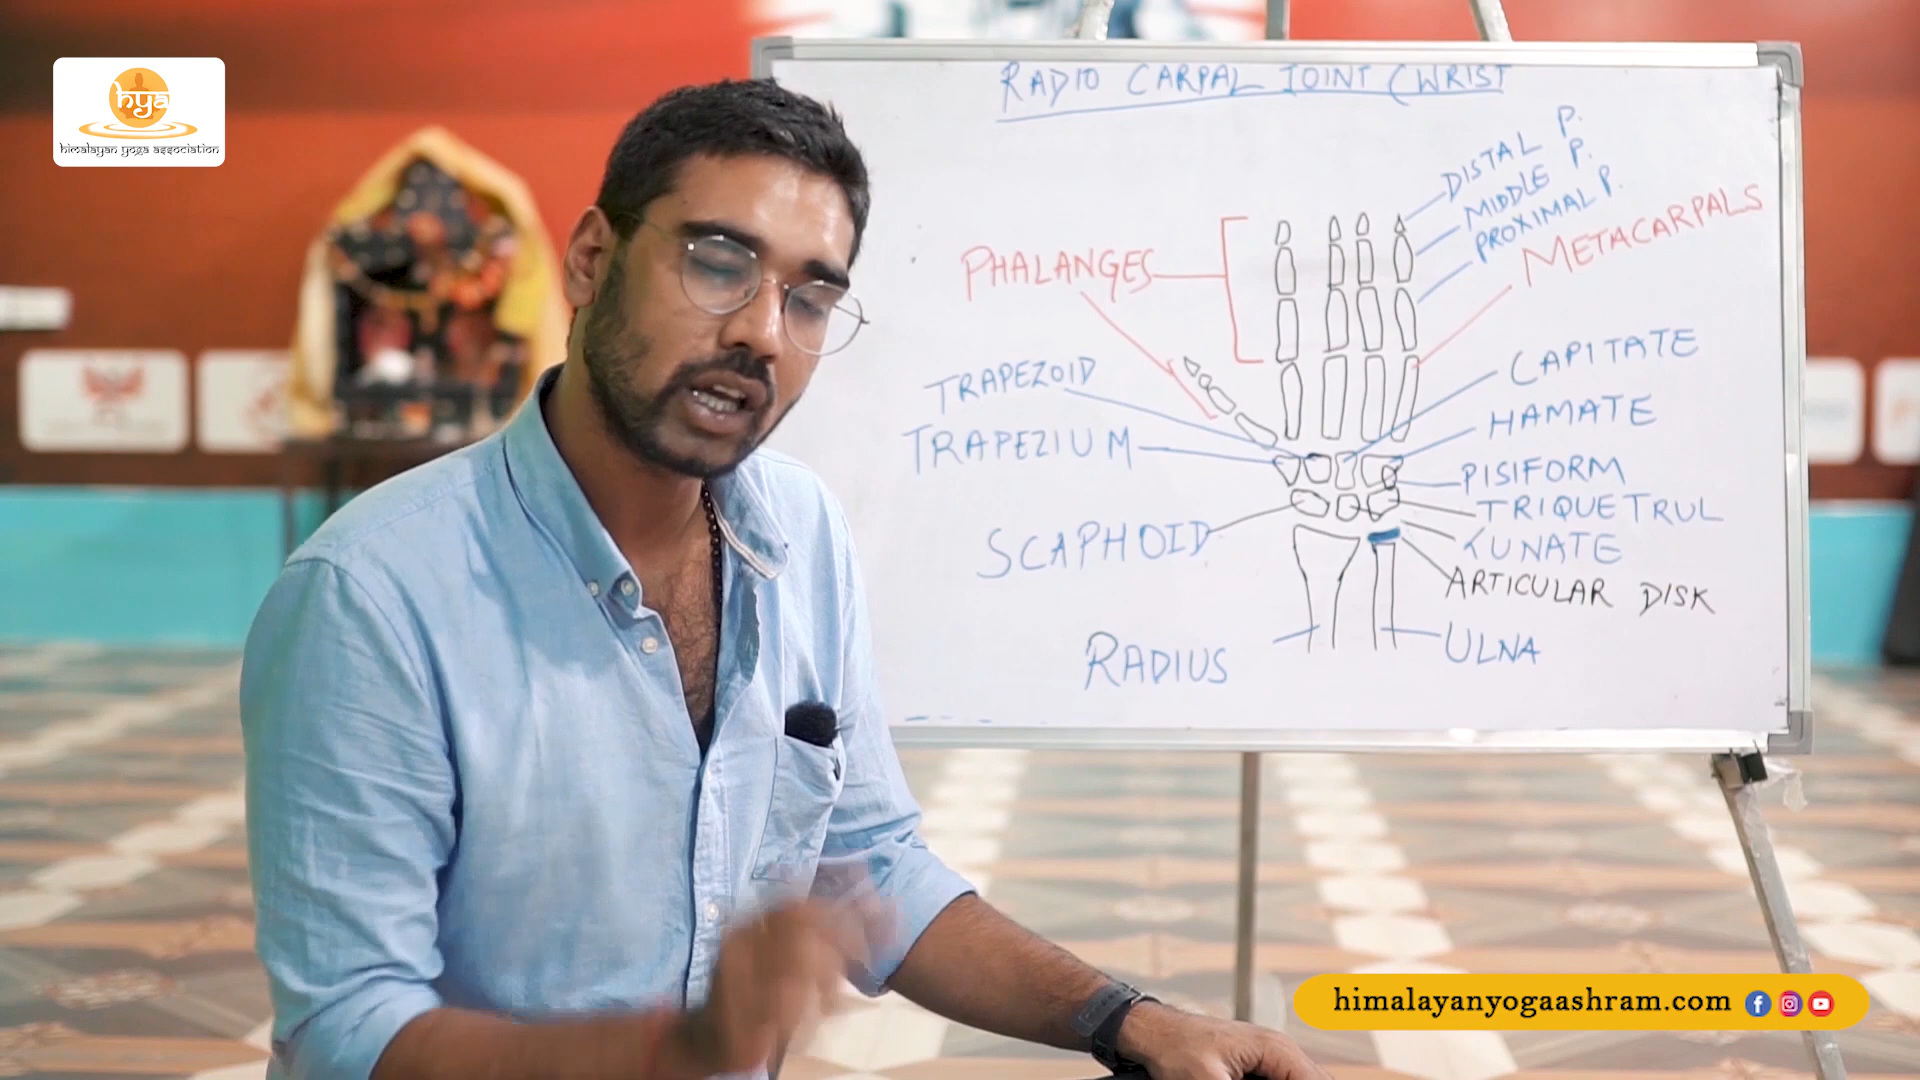 hya
himalayan yoga association
RADIO CARPAL JOINT (WRIST
DISTAL P.
MIDDLE P.
PROXIMAL P.
METACARPALS
PHALANGES
TRAPEZOID
CAPITATE
TRAPEZIUM
HAMATE
PISIFORM
TRIQUETRUL
SCAPHOID
LUNATE
ARTICULAR DISK
RADIUS
ULNA
himalayanyogaashram.com